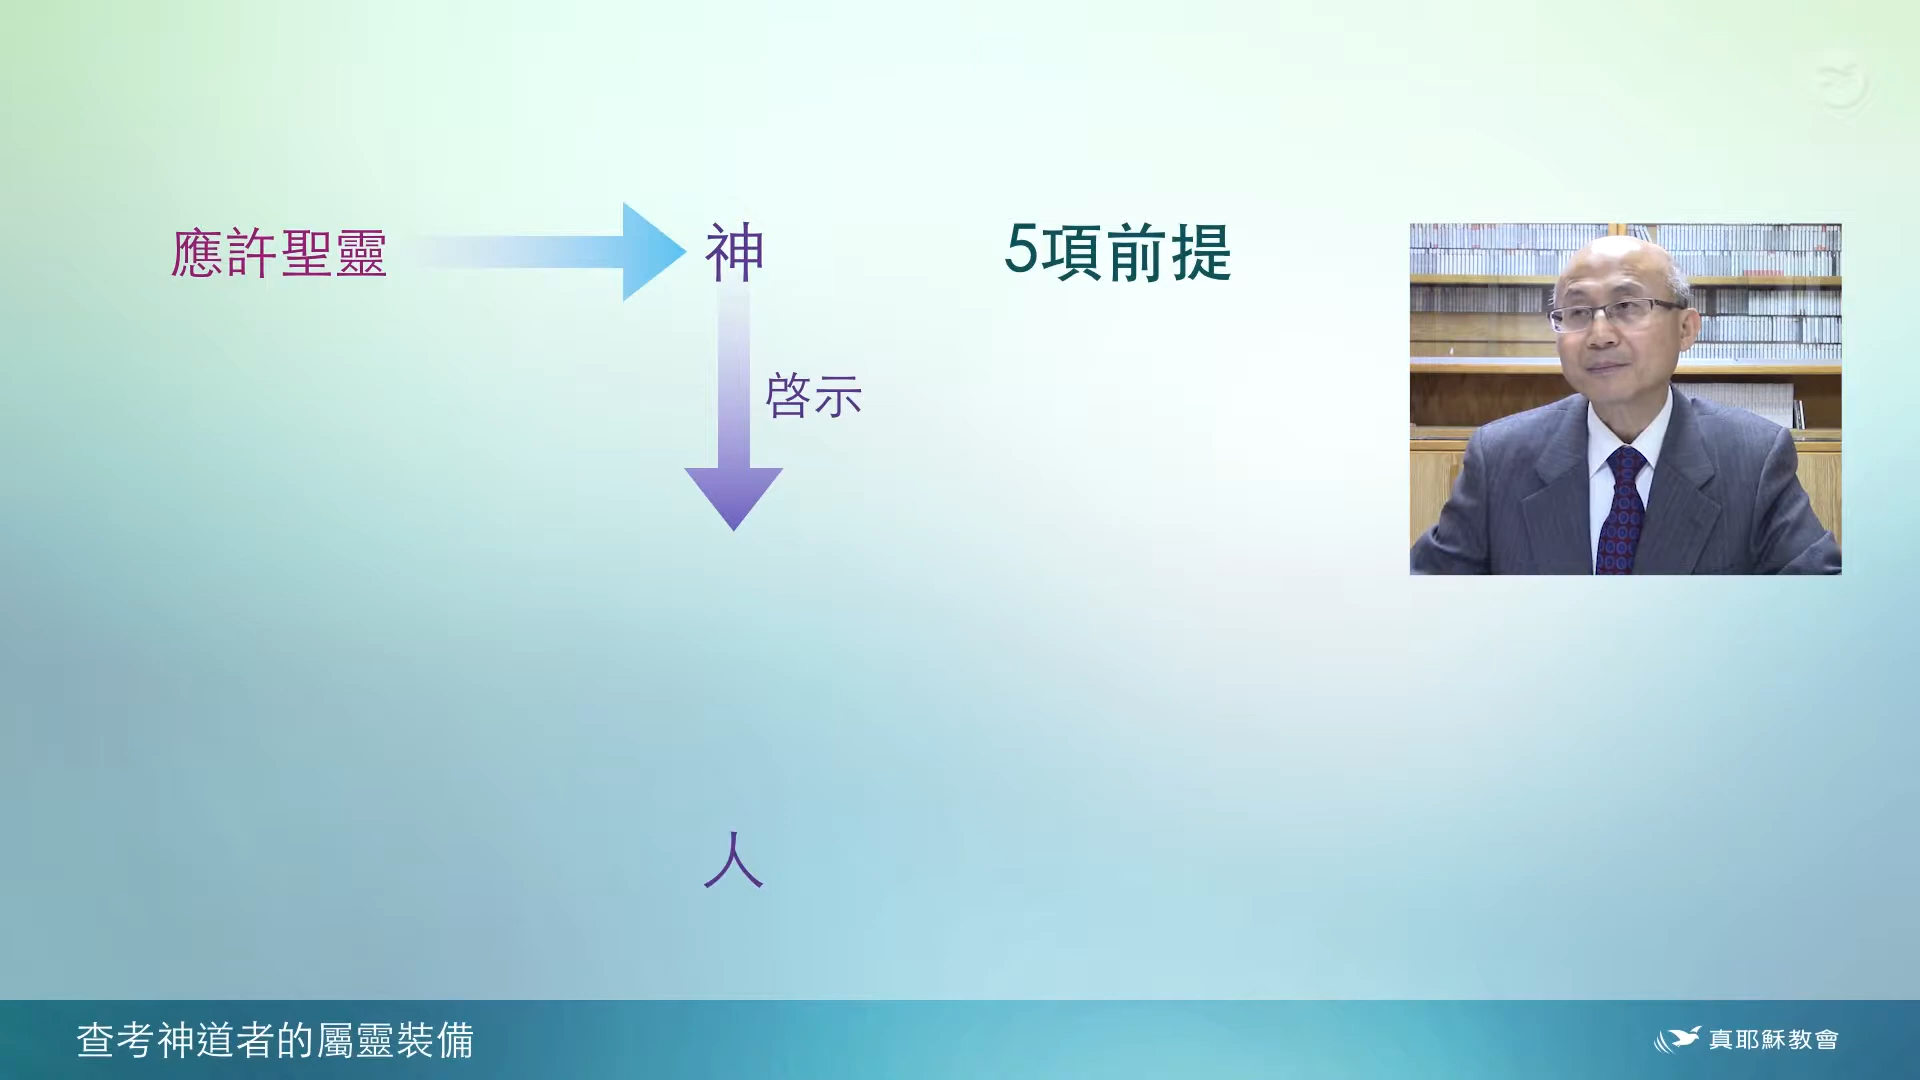 應許聖靈
神
5項前提
啓示
人
查考神道者的屬靈裝備
真耶穌教會